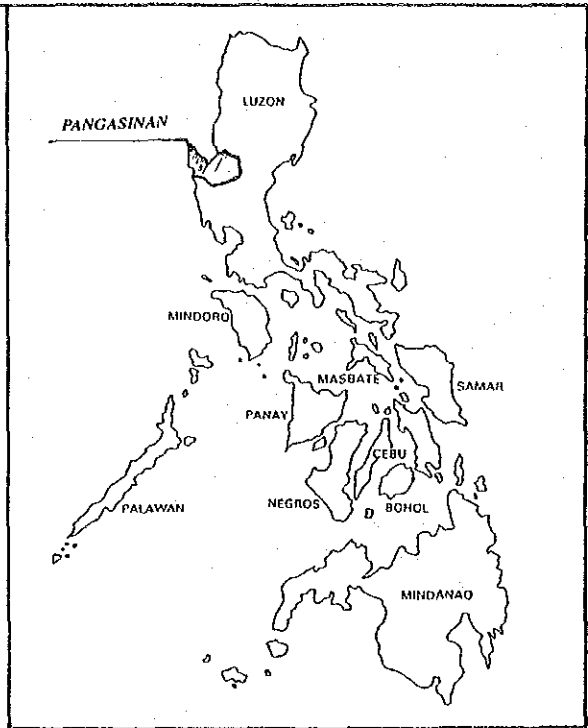 LUZON
PANGASINAN
MINDORO
MASBATE
SAMAR
PANAY
CEBU
PALAWAN
NEGROS
BOHOL
MINDANAO